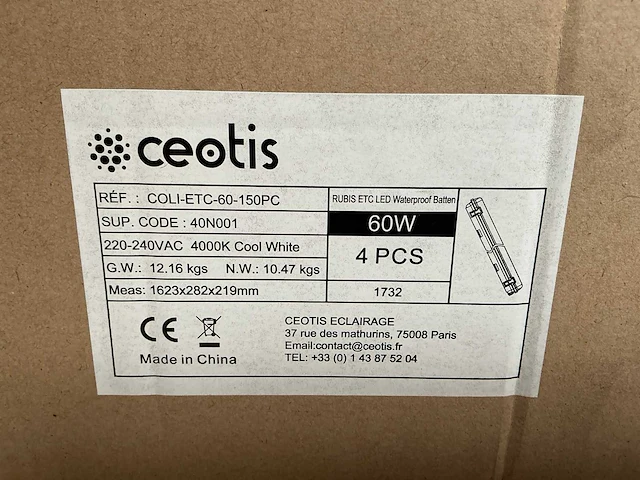 ceotis
RÉF. : COLI-ETC-60-150PC
SUP. CODE : 40N001
220-240VAC 4000K Cool White
G.W.: 12.16 kgs N.W.: 10.47 kgs
Meas: 1623x282x219mm
RUBIS ETC LED Waterproof Batten
60W
4 PCS
1732
CE
Made in China
CEOTIS ECLAIRAGE
37 rue des mathurins, 75008 Paris
Email:contact@ceotis.fr
TEL: +33 (0) 1 43 87 52 04